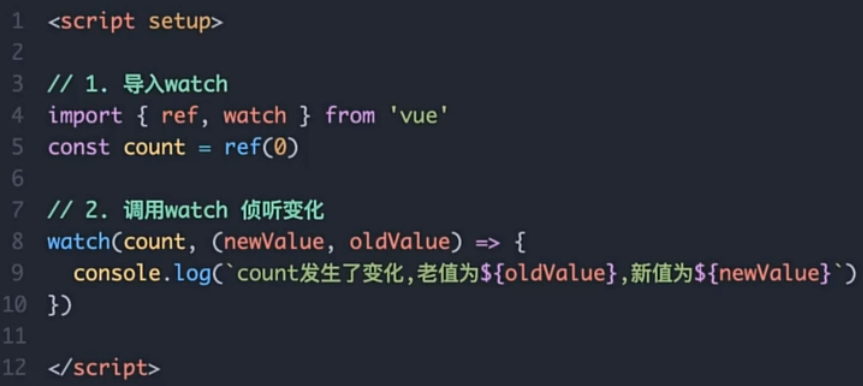 1 <script setup>
2
3 // 1. 导入watch
4 import { ref, watch } from 'vue'
5 const count = ref(0)
6
7 // 2. 调用watch 侦听变化
8 watch(count, (newValue, oldValue) => {
9   console.log(`count发生了变化,老值为${oldValue},新值为${newValue}`)
10 })
11
12 </script>